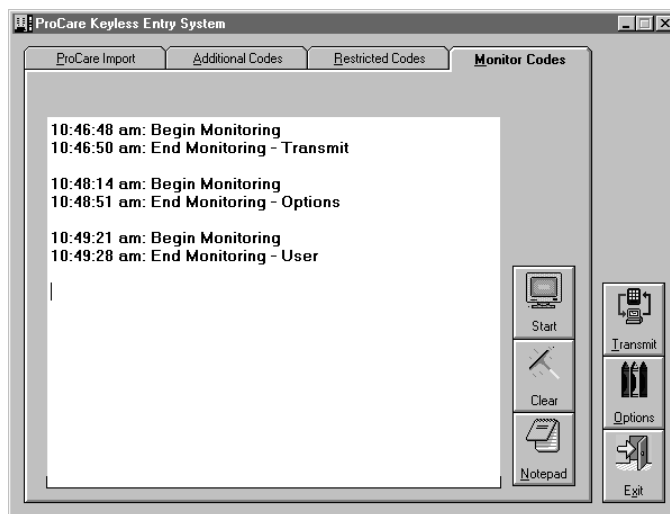 ProCare Keyless Entry System
ProCare Import
Additional Codes
Restricted Codes
Monitor Codes
10:46:48 am: Begin Monitoring
10:46:50 am: End Monitoring - Transmit
10:48:14 am: Begin Monitoring
10:48:51 am: End Monitoring - Options
10:49:21 am: Begin Monitoring
10:49:28 am: End Monitoring - User
Start
Clear
Notepad
Transmit
Options
Exit